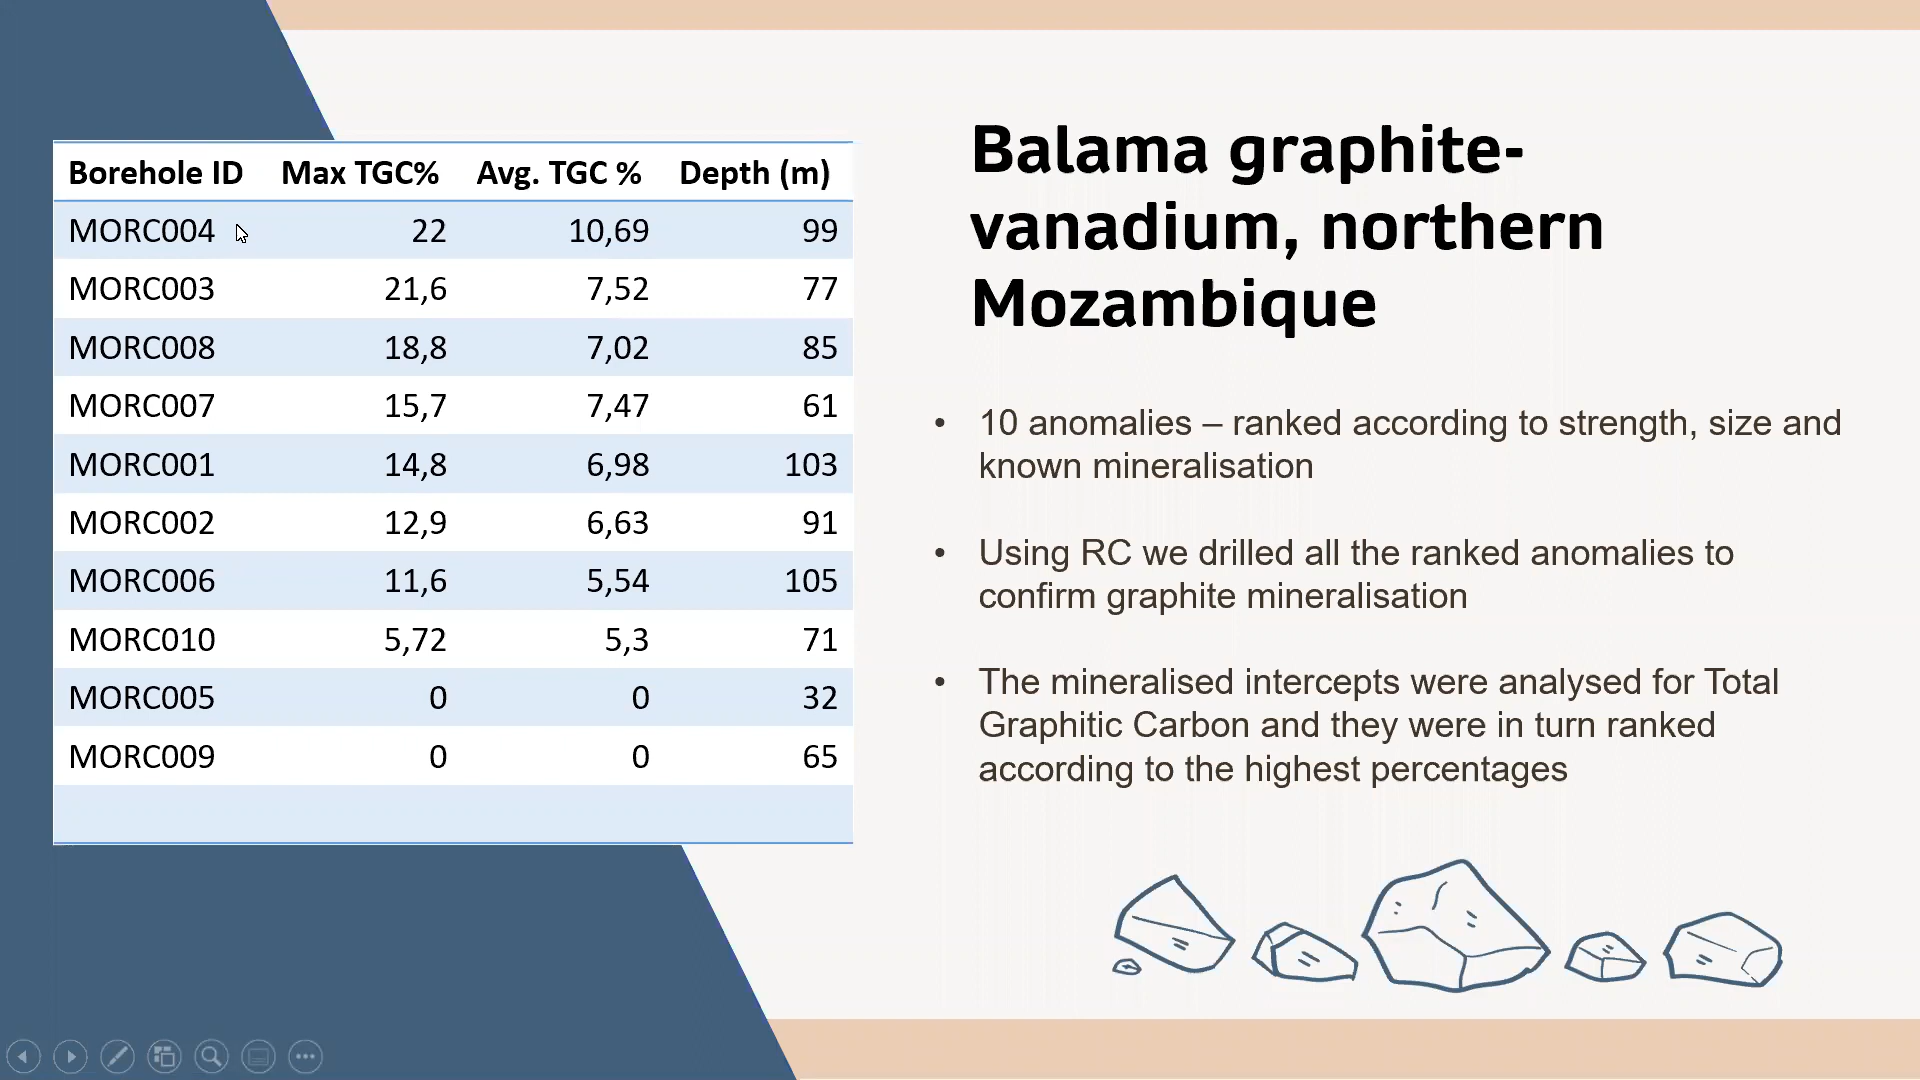 Borehole ID Max TGC% Avg. TGC % Depth (m)
MORC004 22 10,69 99
MORC003 21,6 7,52 77
MORC008 18,8 7,02 85
MORC007 15,7 7,47 61
MORC001 14,8 6,98 103
MORC002 12,9 6,63 91
MORC006 11,6 5,54 105
MORC010 5,72 5,3 71
MORC005 0 0 32
MORC009 0 0 65
Balama graphite-
vanadium, northern
Mozambique
• 10 anomalies – ranked according to strength, size and
known mineralisation
• Using RC we drilled all the ranked anomalies to
confirm graphite mineralisation
• The mineralised intercepts were analysed for Total
Graphitic Carbon and they were in turn ranked
according to the highest percentages